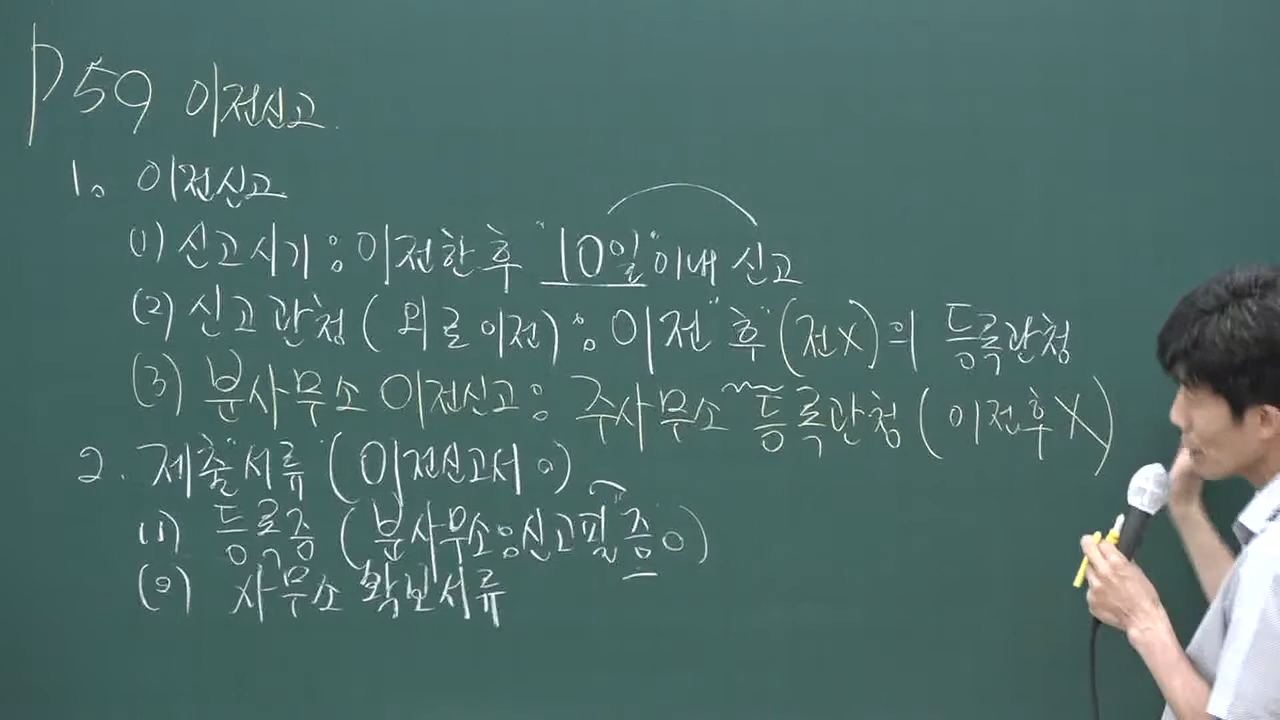 P59 이전신고.
1. 이전신고
(1) 신고시기 : 이전한 후 "10일" 이내 신고
(2) 신고관청 (외로이전) : 이전 "후" (전X)의 등록관청
(3) 분사무소 이전신고 : 주사무소 등록관청 (이전후X)
2. 제출"서류 (이전신고서 ○)
(1) 등록증 (분사무소 : 신고필"증 ○)
(2) 사무소 확보서류